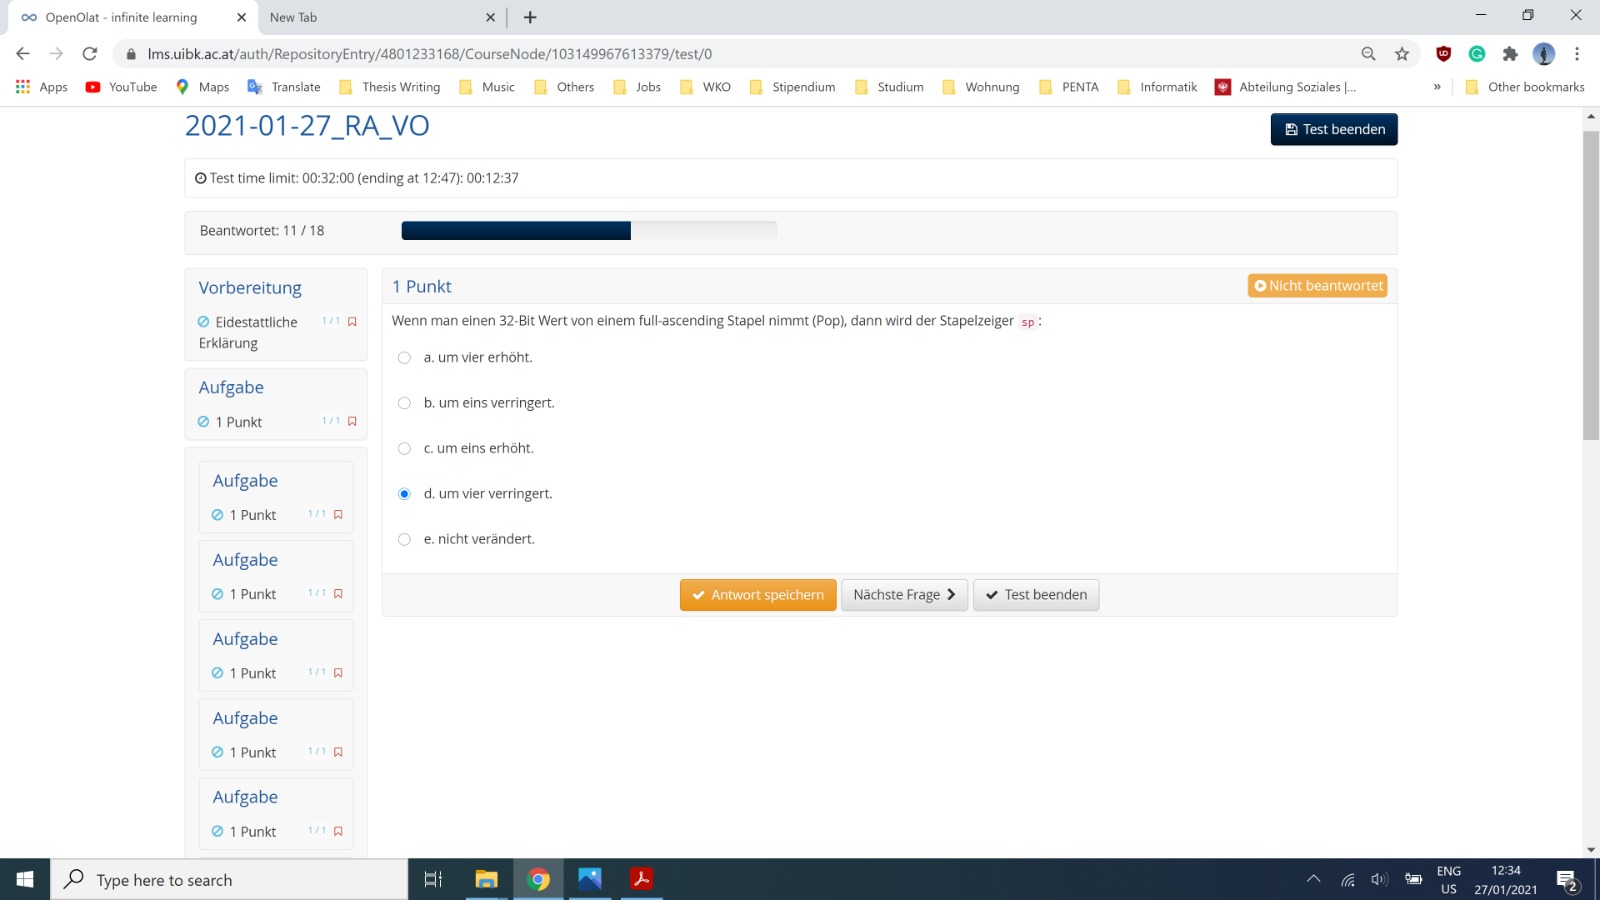 OpenOlat - infinite learning
New Tab
lms.uibk.ac.at/auth/RepositoryEntry/4801233168/CourseNode/103149967613379/test/0
Apps YouTube Maps Translate Thesis Writing Music Others Jobs WKO Stipendium Studium Wohnung PENTA Informatik Abteilung Soziales |... » Other bookmarks
2021-01-27_RA_VO
Test beenden
Test time limit: 00:32:00 (ending at 12:47): 00:12:37
Beantwortet: 11 / 18
Vorbereitung
Eidestattliche Erklärung 1 / 1
Aufgabe
1 Punkt 1 / 1
Aufgabe
1 Punkt 1 / 1
Aufgabe
1 Punkt 1 / 1
Aufgabe
1 Punkt 1 / 1
Aufgabe
1 Punkt 1 / 1
Aufgabe
1 Punkt 1 / 1
1 Punkt
Nicht beantwortet
Wenn man einen 32-Bit Wert von einem full-ascending Stapel nimmt (Pop), dann wird der Stapelzeiger sp :
a. um vier erhöht.
b. um eins verringert.
c. um eins erhöht.
d. um vier verringert.
e. nicht verändert.
Antwort speichern Nächste Frage Test beenden
Type here to search
ENG
US
12:34
27/01/2021
2